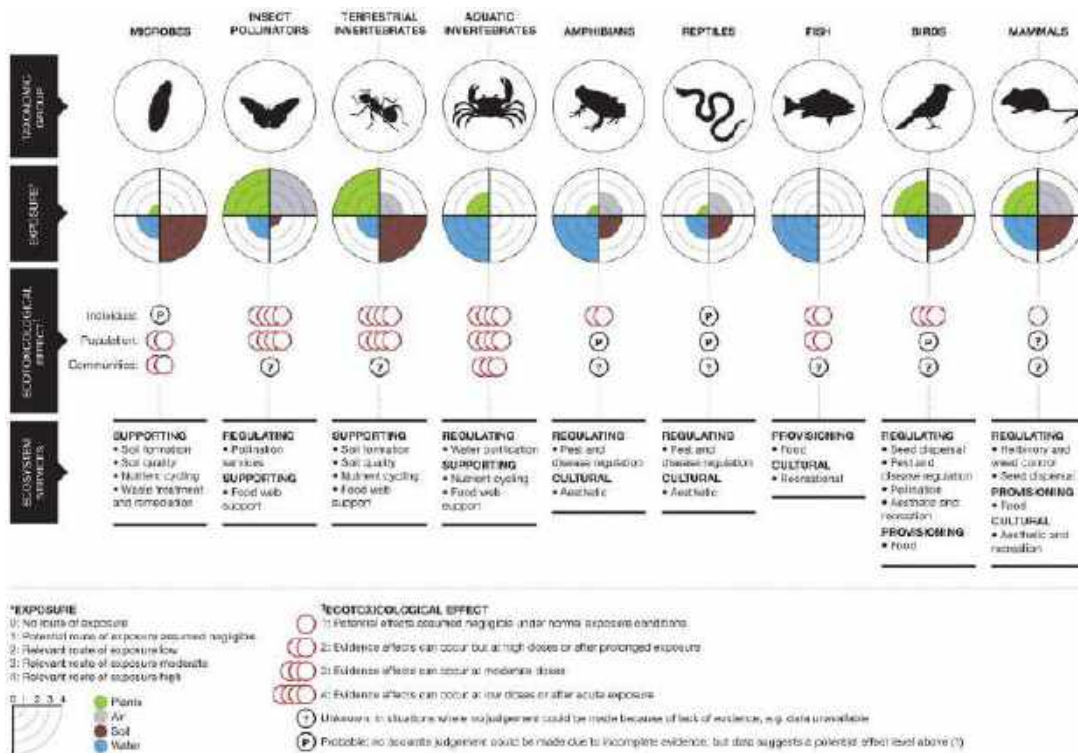 MICROBES
INSECT
POLLINATORS
TERRESTRIAL
INVERTEBRATES
AQUATIC
INVERTEBRATES
AMPHIBIANS
REPTILES
FISH
BIRDS
MAMMALS
TAXONOMIC
GROUP
EXPOSURE*
ECOTOXICOLOGICAL
EFFECT
Individual:
P
P
?
Population:
P
P
P
?
Communities:
?
?
?
?
?
?
?
ECOSYSTEM
SERVICES
SUPPORTING
• Soil formation
• Soil quality
• Nutrient cycling
• Waste treatment
and remediation
REGULATING
• Pollination
services
SUPPORTING
• Food web
support
SUPPORTING
• Soil formation
• Soil quality
• Nutrient cycling
• Food web
support
REGULATING
• Water purification
SUPPORTING
• Nutrient cycling
• Food web
support
REGULATING
• Pest and
disease regulation
CULTURAL
• Aesthetic
REGULATING
• Pest and
disease regulation
CULTURAL
• Aesthetic
PROVISIONING
• Food
CULTURAL
• Recreational
REGULATING
• Seed dispersal
• Pest and
disease regulation
• Pollination
• Aesthetic and
recreation
PROVISIONING
• Food
REGULATING
• Herbivory and
weed control
• Seed dispersal
PROVISIONING
• Food
CULTURAL
• Aesthetic and
recreation
*EXPOSURE
0: No route of exposure
1: Potential route of exposure assumed negligible
2: Relevant route of exposure low
3: Relevant route of exposure moderate
4: Relevant route of exposure high
0 1 2 3 4
Plants
Air
Soil
Water
‡ECOTOXICOLOGICAL EFFECT
1: Potential effects assumed negligible under normal exposure conditions
2: Evidence effects can occur but at high doses or after prolonged exposure
3: Evidence effects can occur at moderate doses
4: Evidence effects can occur at low doses or after acute exposure
? Unknown: in situations where no judgement could be made because of lack of evidence, e.g. data unavailable
P Probable: no accurate judgement could be made due to incomplete evidence, but data suggests a potential effect level above (1)